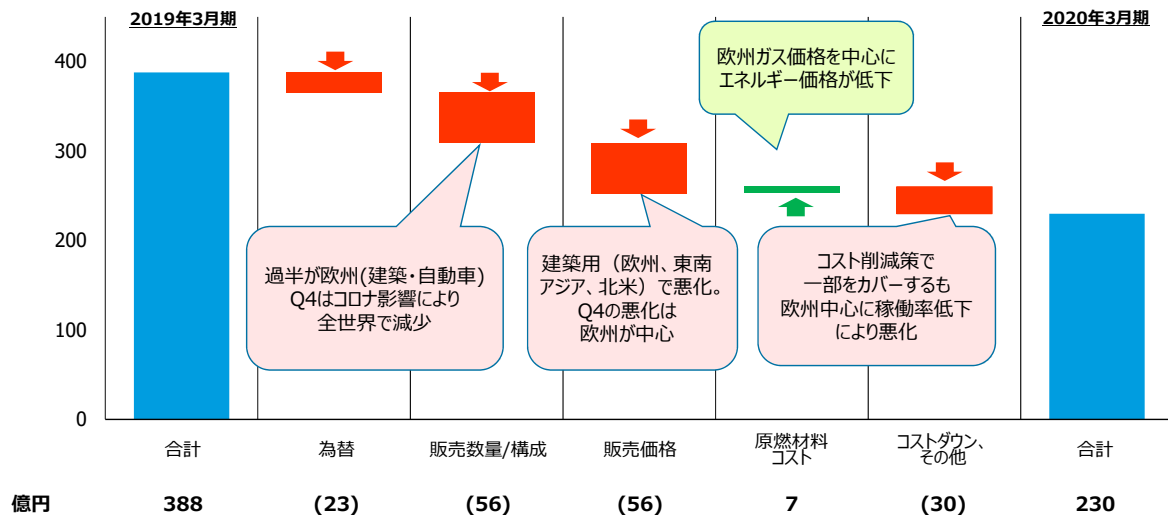 2019年3月期
2020年3月期
400
300
200
100
0
欧州ガス価格を中心に
エネルギー価格が低下
過半が欧州(建築・自動車)
Q4はコロナ影響により
全世界で減少
建築用（欧州、東南
アジア、北米）で悪化。
Q4の悪化は
欧州が中心
コスト削減策で
一部をカバーするも
欧州中心に稼働率低下
により悪化
合計
為替
販売数量/構成
販売価格
原燃材料
コスト
コストダウン、
その他
合計
億円 388 (23) (56) (56) 7 (30) 230